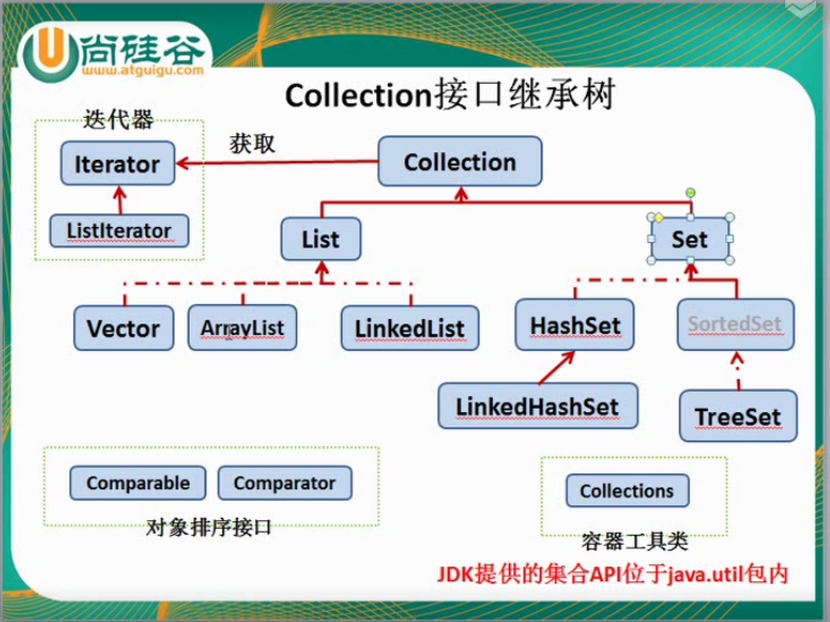 尚硅谷
www.atguigu.com
Collection接口继承树
迭代器
获取
Iterator
Collection
ListIterator
List
Set
Vector
ArrayList
LinkedList
HashSet
SortedSet
LinkedHashSet
TreeSet
Comparable
Comparator
Collections
对象排序接口
容器工具类
JDK提供的集合API位于java.util包内